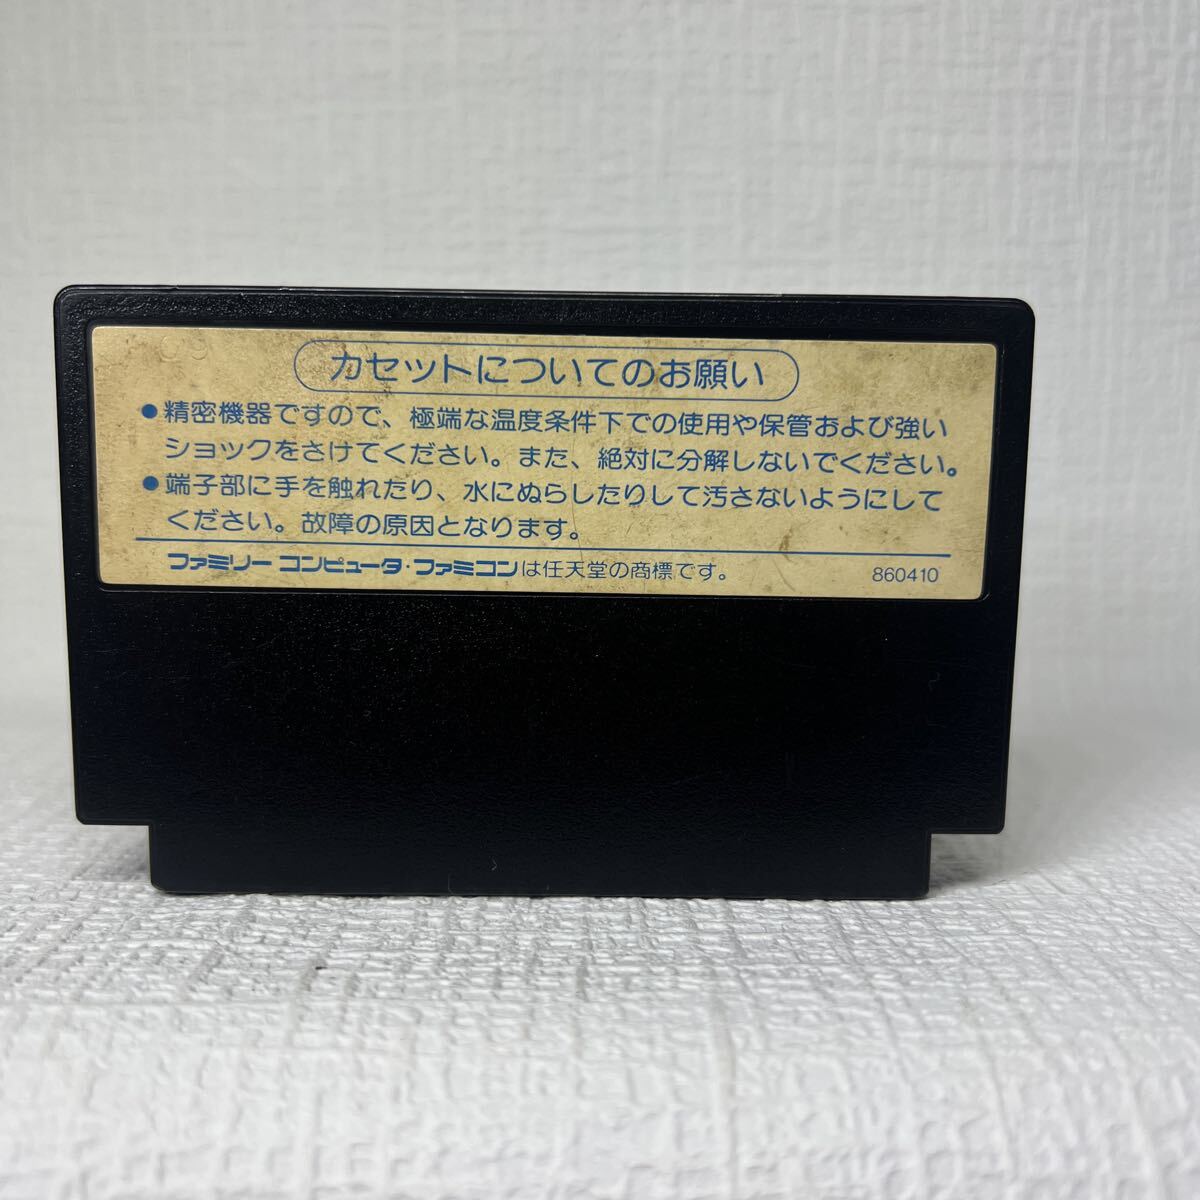 カセットについてのお願い
●精密機器ですので、極端な温度条件下での使用や保管および強い
ショックをさけてください。また、絶対に分解しないでください。
●端子部に手を触れたり、水にぬらしたりして汚さないようにして
ください。故障の原因となります。
ファミリー コンピュータ・ファミコンは任天堂の商標です。 860410